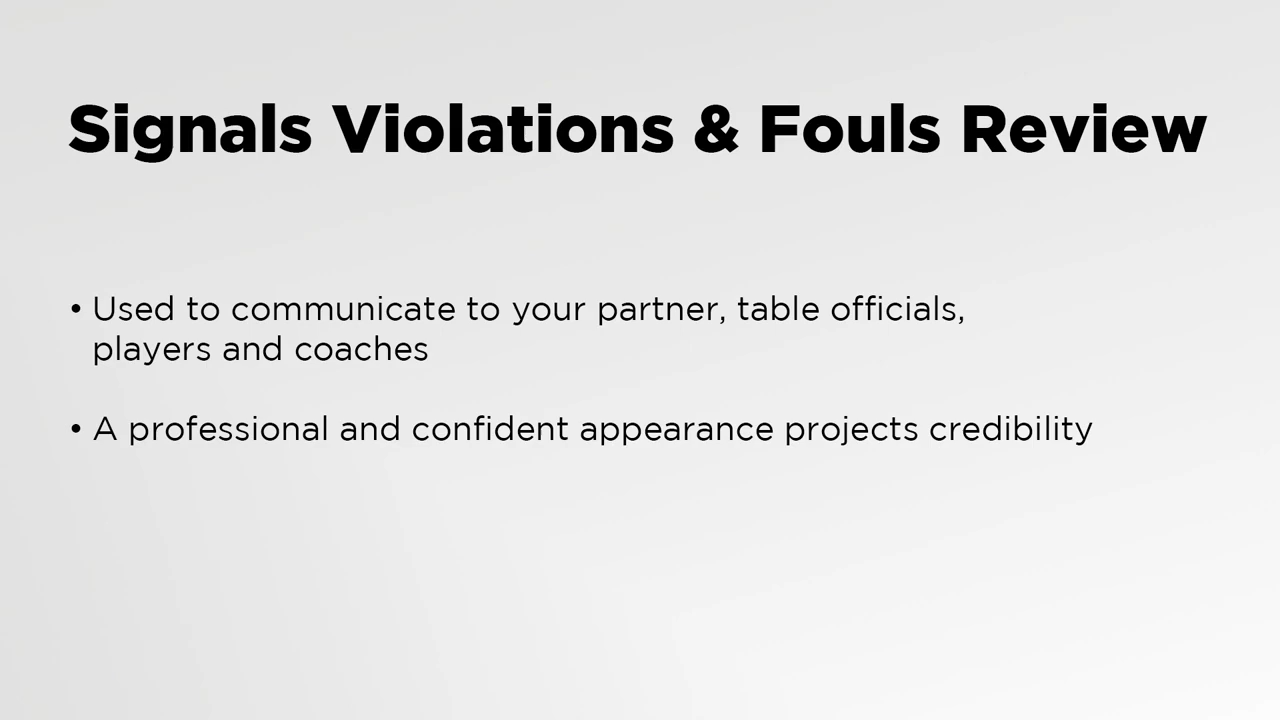 Signals Violations & Fouls Review
• Used to communicate to your partner, table officials,
players and coaches
• A professional and confident appearance projects credibility